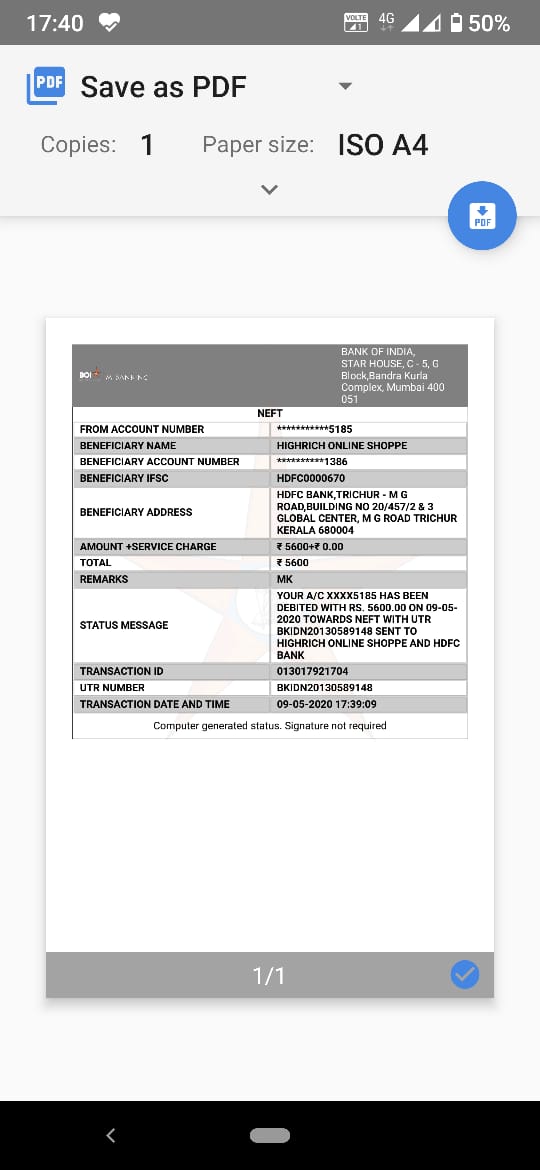 17:40
VoLTE 1 4G 50%
PDF Save as PDF
Copies: 1 Paper size: ISO A4
PDF
BOI M BANKING
BANK OF INDIA,
STAR HOUSE, C - 5, G
Block,Bandra Kurla
Complex, Mumbai 400
051
NEFT
FROM ACCOUNT NUMBER ***********5185
BENEFICIARY NAME HIGHRICH ONLINE SHOPPE
BENEFICIARY ACCOUNT NUMBER **********1386
BENEFICIARY IFSC HDFC0000670
BENEFICIARY ADDRESS
HDFC BANK,TRICHUR - M G
ROAD,BUILDING NO 20/457/2 & 3
GLOBAL CENTER, M G ROAD TRICHUR
KERALA 680004
AMOUNT +SERVICE CHARGE ₹ 5600+₹ 0.00
TOTAL ₹ 5600
REMARKS MK
STATUS MESSAGE
YOUR A/C XXXX5185 HAS BEEN
DEBITED WITH RS. 5600.00 ON 09-05-
2020 TOWARDS NEFT WITH UTR
BKIDN20130589148 SENT TO
HIGHRICH ONLINE SHOPPE AND HDFC
BANK
TRANSACTION ID 013017921704
UTR NUMBER BKIDN20130589148
TRANSACTION DATE AND TIME 09-05-2020 17:39:09
Computer generated status. Signature not required
1/1